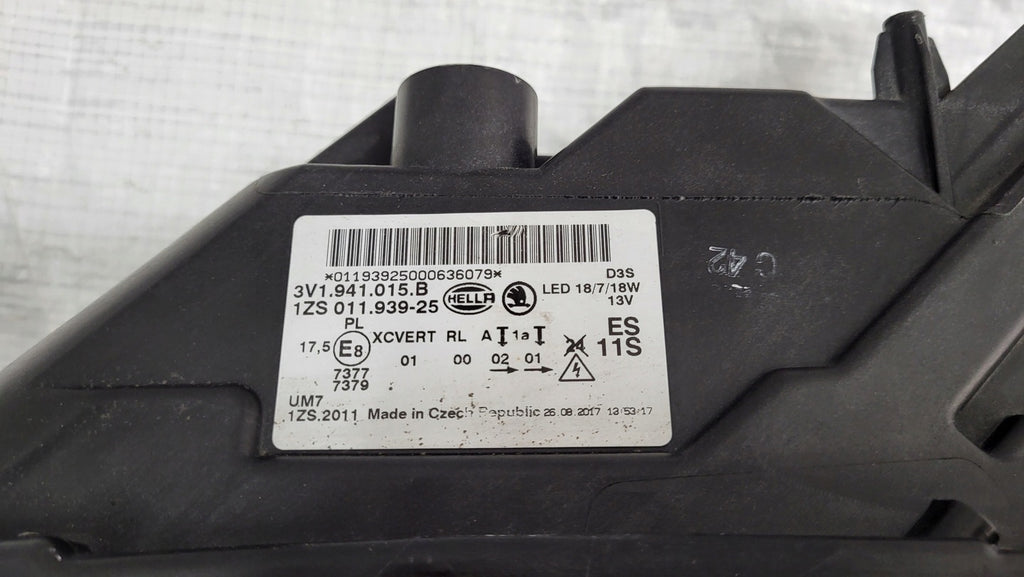 *01193925000636079*
D3S
3V1.941.015.B
HELLA
LED 18/7/18W
1ZS 011.939-25
13V
PL
ES
17,5 E8 XCVERT RL A 1a 24 11S
01 00 02 01
7377
7379
UM7
1ZS.2011 Made in Czech Republic 26.08.2017 13:53:17
C 42